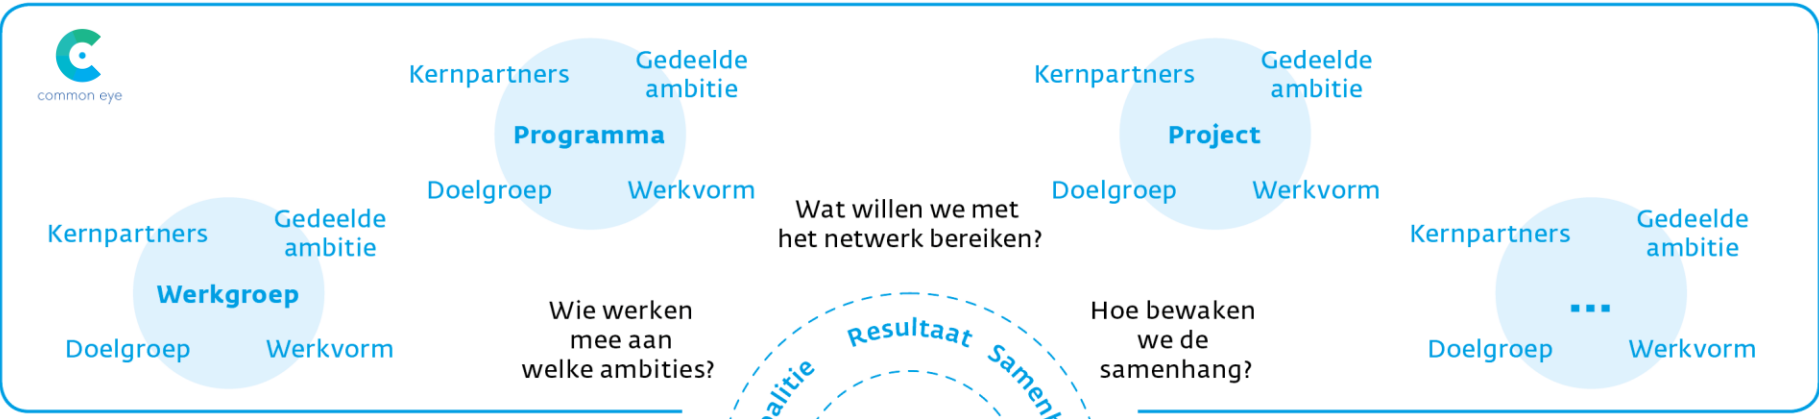 common eye
Kernpartners
Gedeelde
ambitie
Programma
Doelgroep
Werkvorm
Kernpartners
Gedeelde
ambitie
Project
Doelgroep
Werkvorm
Kernpartners
Gedeelde
ambitie
Werkgroep
Doelgroep
Werkvorm
Wat willen we met
het netwerk bereiken?
Wie werken
mee aan
welke ambities?
Hoe bewaken
we de
samenhang?
Kernpartners
Gedeelde
ambitie
...
Doelgroep
Werkvorm
Resultaat